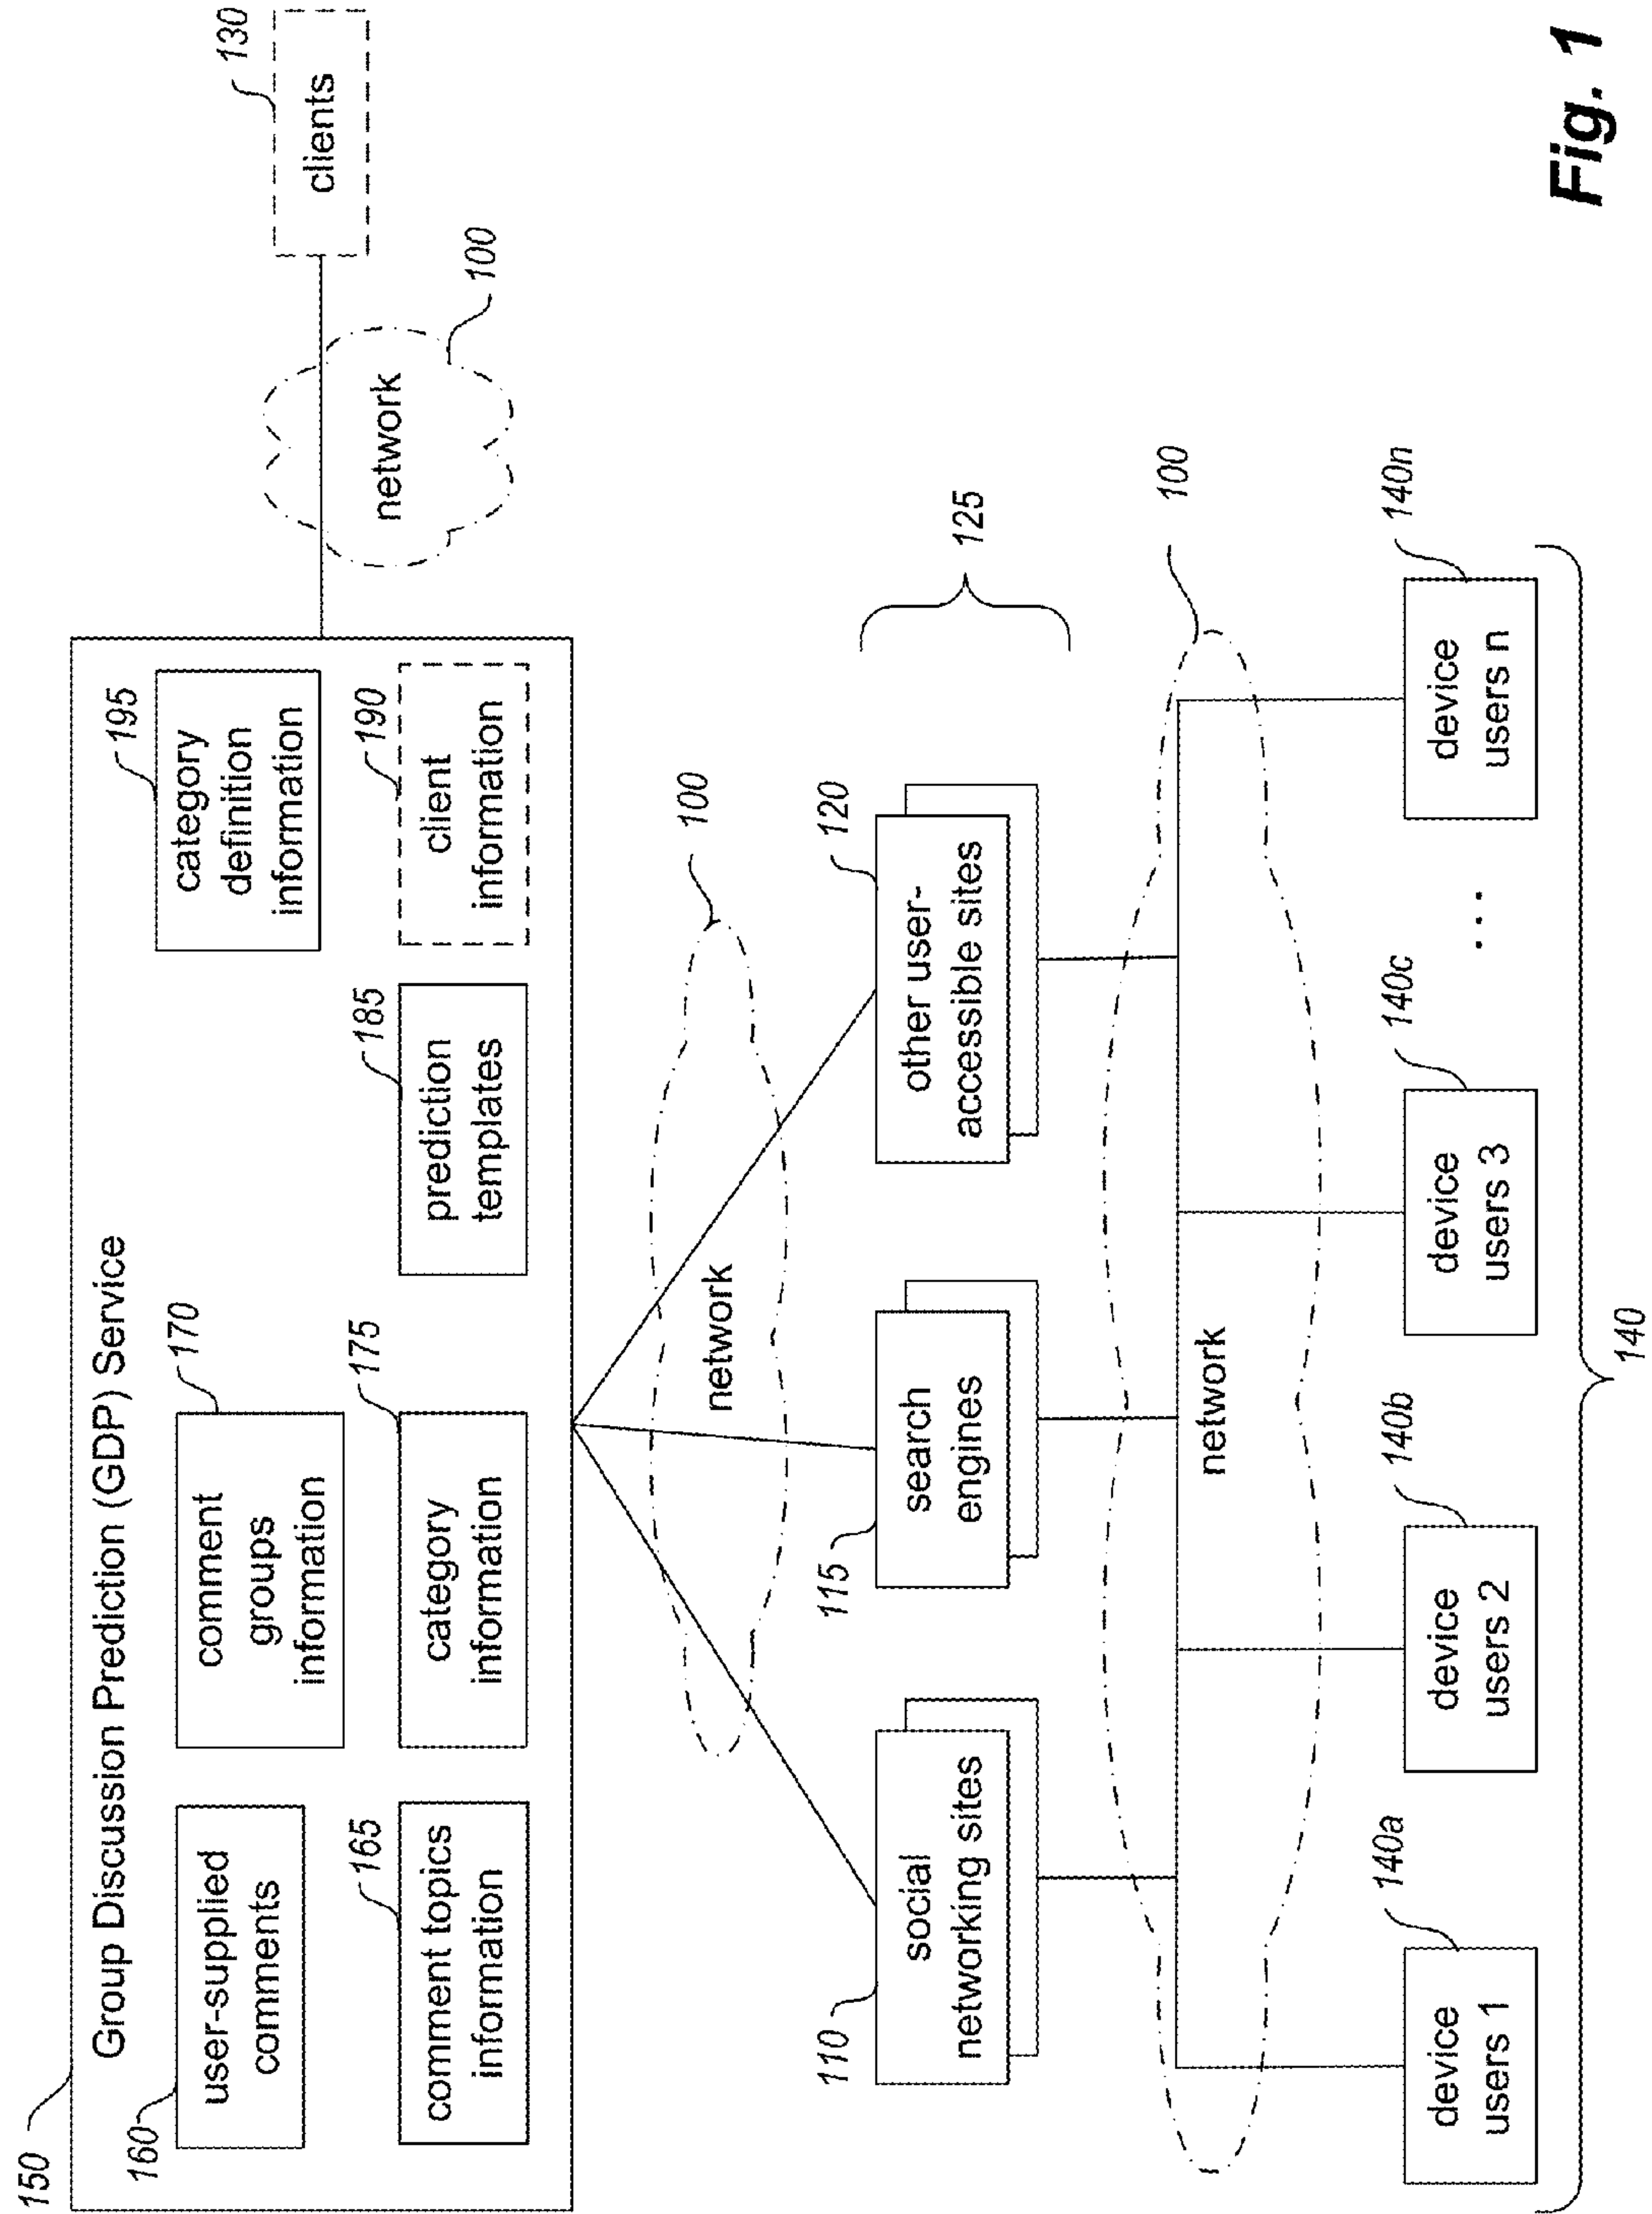 150
Group Discussion Prediction (GDP) Service
160
user-supplied
comments
170
comment
groups
information
195
category
definition
information
165
comment topics
information
175
category
information
185
prediction
templates
190
client
information
130
clients
network
100
network
100
110
social
networking sites
115
search
engines
120
other user-
accessible sites
125
network
100
140a
device
users 1
140b
device
users 2
140c
device
users 3
...
140n
device
users n
140
Fig. 1